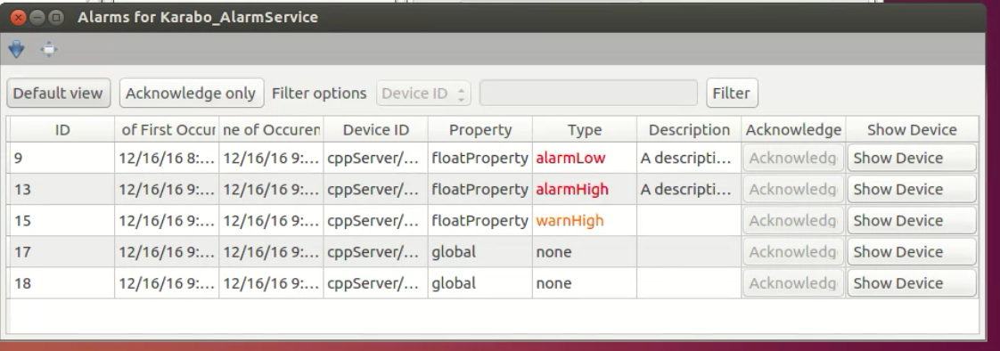 Alarms for Karabo_AlarmService
Default view Acknowledge only Filter options Device ID Filter
ID of First Occur ne of Occuren Device ID Property Type Description Acknowledge Show Device
9 12/16/16 8:... 12/16/16 9:... cppServer/... floatProperty alarmLow A descripti... Acknowledg Show Device
13 12/16/16 9:... 12/16/16 9:... cppServer/... floatProperty alarmHigh A descripti... Acknowledg Show Device
15 12/16/16 9:... 12/16/16 9:... cppServer/... floatProperty warnHigh Acknowledg Show Device
17 12/16/16 9:... 12/16/16 9:... cppServer/... global none Acknowledg Show Device
18 12/16/16 9:... 12/16/16 9:... cppServer/... global none Acknowledg Show Device